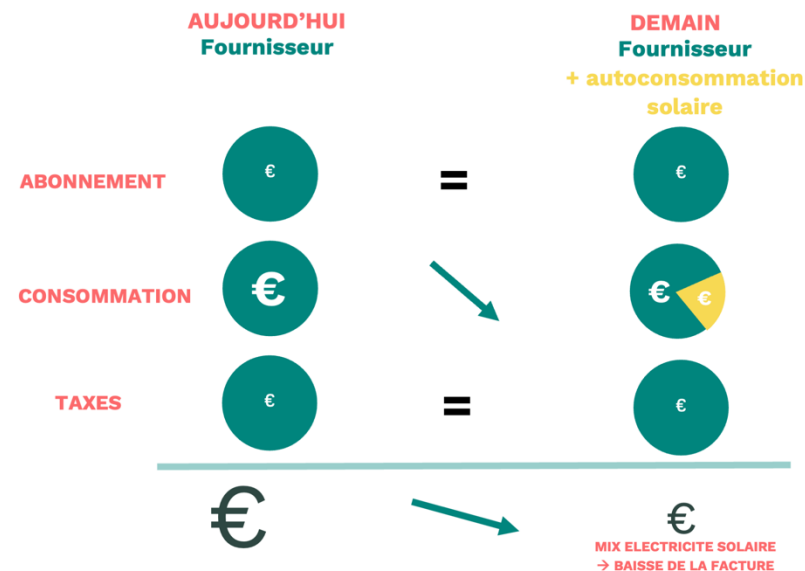 AUJOURD'HUI
Fournisseur
DEMAIN
Fournisseur
+ autoconsommation
solaire
ABONNEMENT
€
=
€
CONSOMMATION
€
€
€
TAXES
€
=
€
€
€
MIX ELECTRICITE SOLAIRE
→ BAISSE DE LA FACTURE